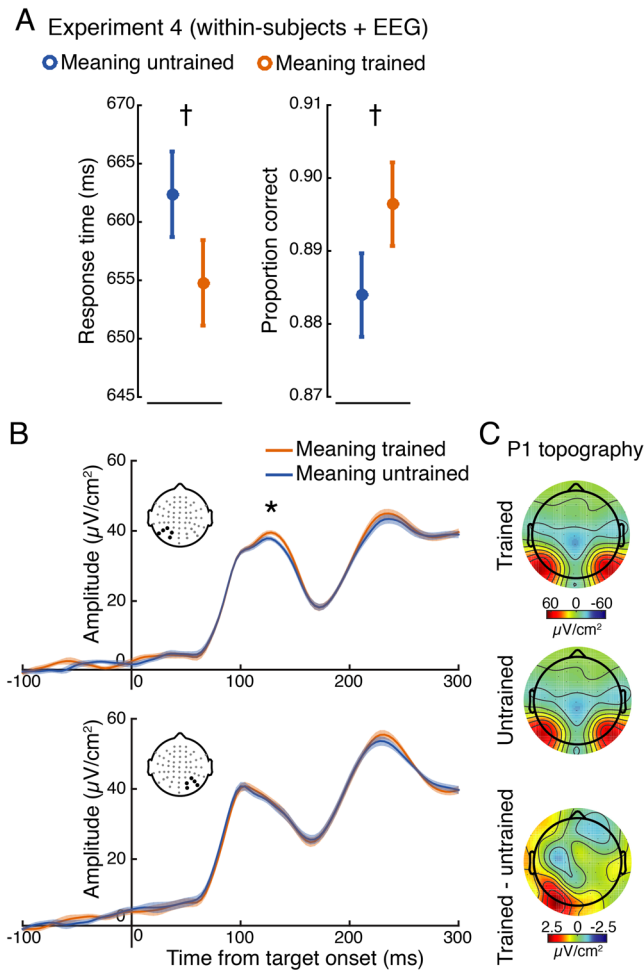 A Experiment 4 (within-subjects + EEG)
Meaning untrained Meaning trained
†
†
Response time (ms)
670
665
660
655
650
645
Proportion correct
0.91
0.90
0.89
0.88
0.87
B
Meaning trained
Meaning untrained
*
Amplitude (µV/cm²)
60
40
20
0
-100 0 100 200 300
Amplitude (µV/cm²)
60
40
20
0
-100 0 100 200 300
Time from target onset (ms)
C P1 topography
Trained
60 0 -60
µV/cm²
Untrained
Trained - untrained
2.5 0 -2.5
µV/cm²